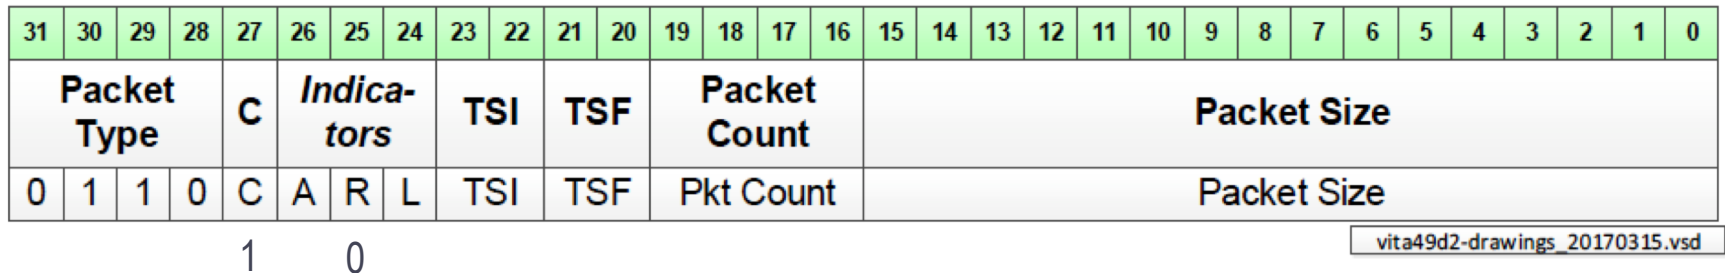 31 30 29 28 27 26 25 24 23 22 21 20 19 18 17 16 15 14 13 12 11 10 9 8 7 6 5 4 3 2 1 0
Packet Type C Indica-tors TSI TSF Packet Count Packet Size
0 1 1 0 C A R L TSI TSF Pkt Count Packet Size
1 0
vita49d2-drawings_20170315.vsd